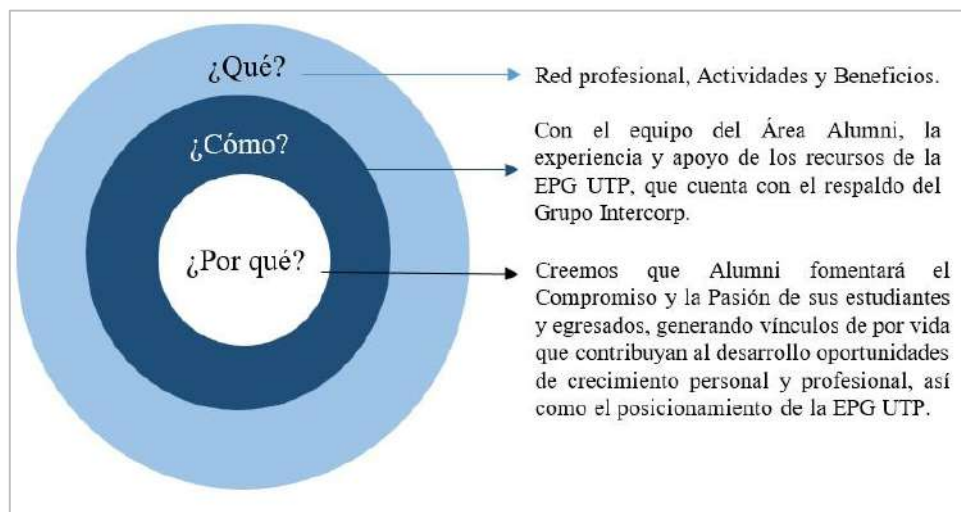 ¿Qué?
Red profesional, Actividades y Beneficios.
¿Cómo?
Con el equipo del Área Alumni, la
experiencia y apoyo de los recursos de la
EPG UTP, que cuenta con el respaldo del
Grupo Intercorp.
¿Por qué?
Creemos que Alumni fomentará el
Compromiso y la Pasión de sus estudiantes
y egresados, generando vínculos de por vida
que contribuyan al desarrollo oportunidades
de crecimiento personal y profesional, así
como el posicionamiento de la EPG UTP.